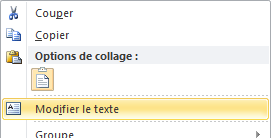 Couper
Copier
Options de collage :
Modifier le texte
Groupe